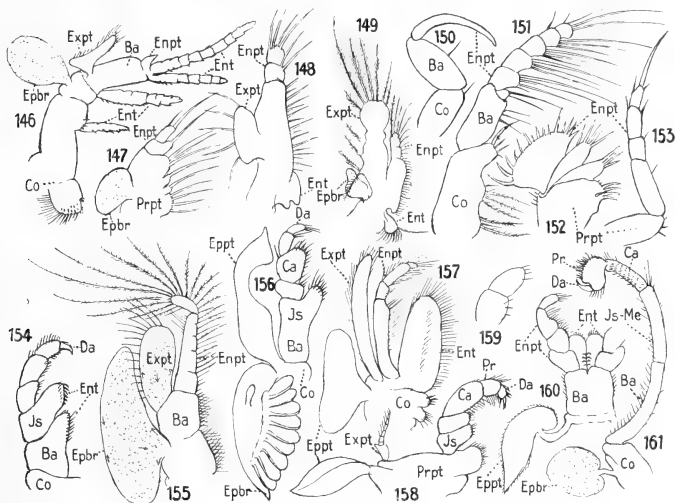 Expt
Ba
Enpt
Ent
Epbr
146
Ent
Enpt
Co
147
Prpt
Epbr
Enpt
148
Expt
149
Expt
Enpt
Ent
Epbr
Ent
150
Enpt
Ba
Co
151
Ba
Co
Enpt
152
153
Prpt
154
Da
Ent
Js
Ba
Co
Expt
Enpt
Ba
Epbr
155
Eppt
Da
156
Ca
Js
Ba
Co
Epbr
Expt
Enpt
157
Ent
Co
Eppt
Expt
Pr
Ca
Da
Js
Prpt
158
159
Pr
Da
Ca
Ent
Js-Me
Enpt
Ba
Ba
160
Eppt
Epbr
Co
161